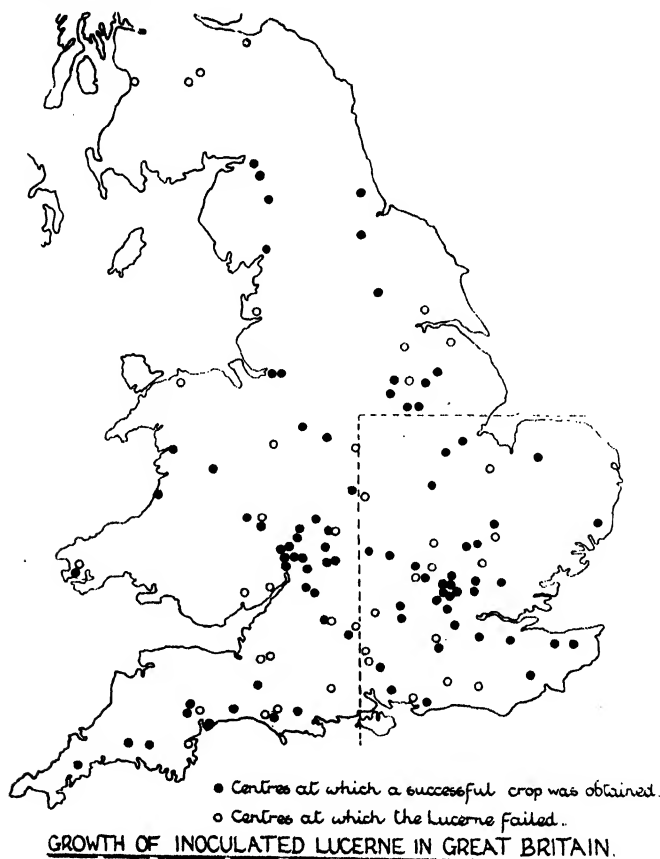 Centres at which a successful crop was obtained.
Centres at which the Lucerne failed..
GROWTH OF INOCULATED LUCERNE IN GREAT BRITAIN.